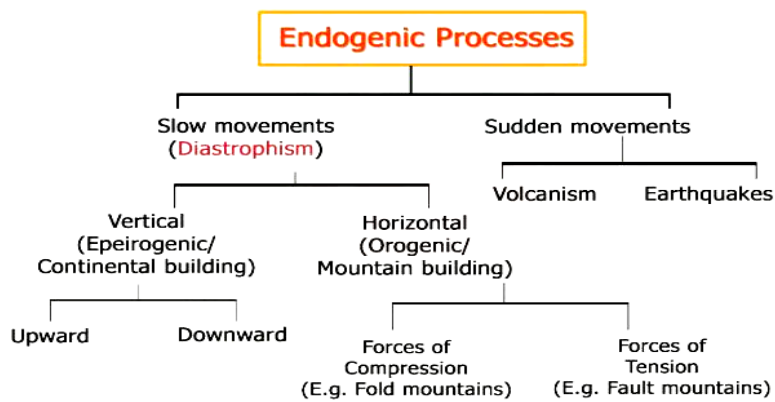 Endogenic Processes
Slow movements
(Diastrophism)
Sudden movements
Volcanism
Earthquakes
Vertical
(Epeirogenic/
Continental building)
Horizontal
(Orogenic/
Mountain building)
Upward
Downward
Forces of
Compression
(E.g. Fold mountains)
Forces of
Tension
(E.g. Fault mountains)